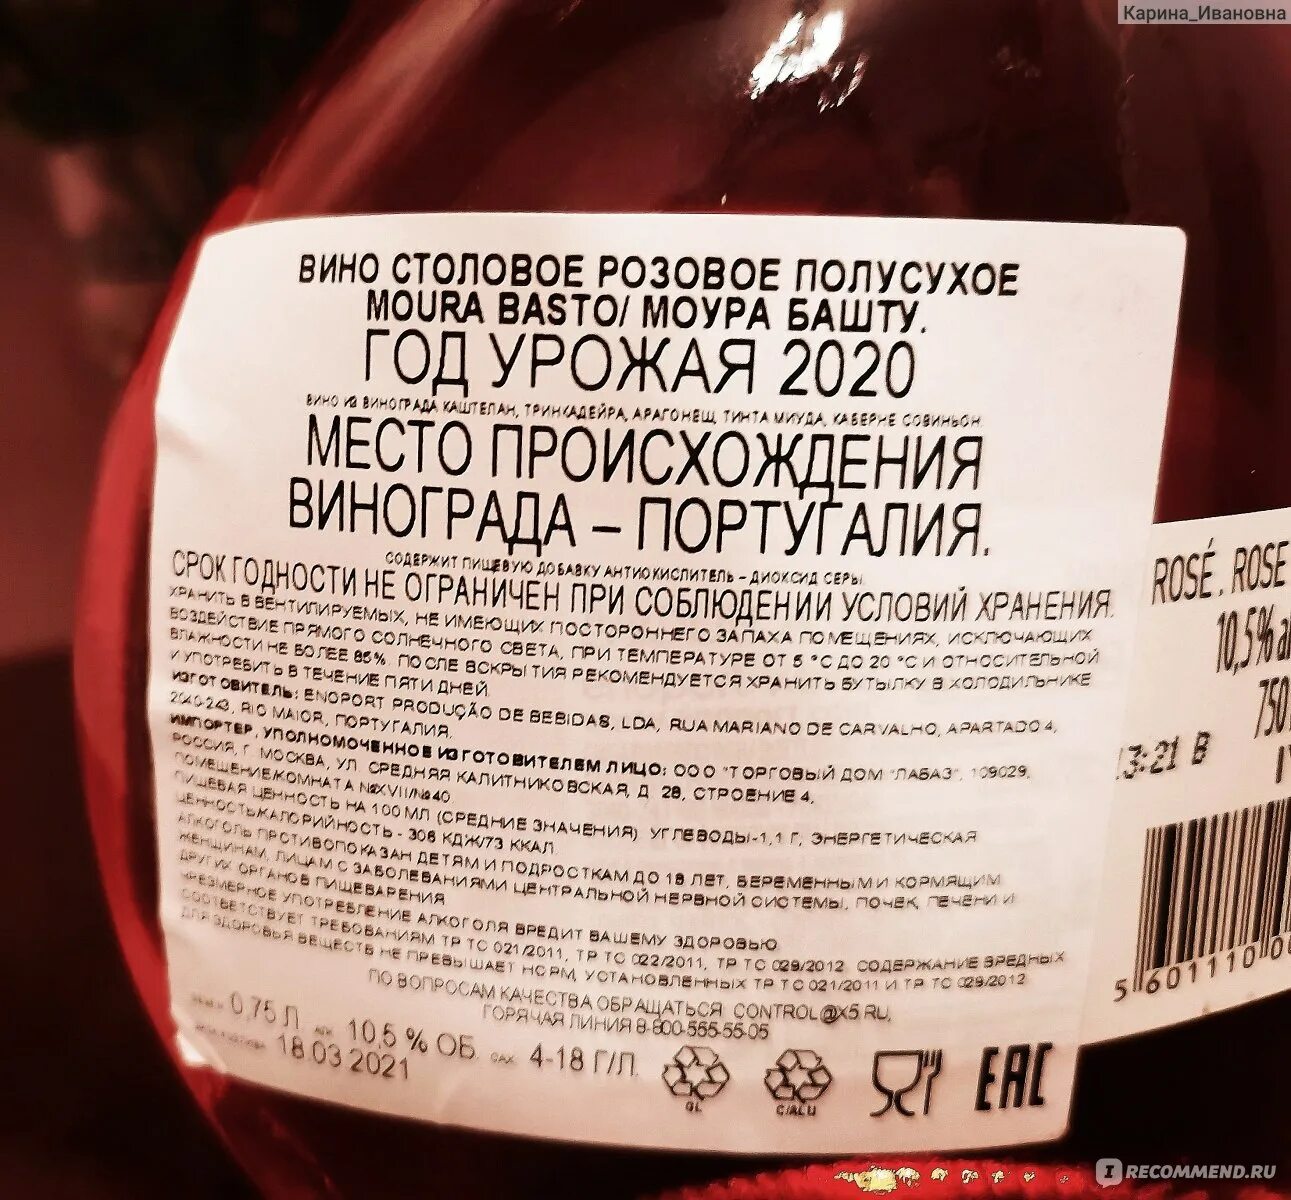 Карина_Ивановна
ВИНО СТОЛОВОЕ РОЗОВОЕ ПОЛУСУХОЕ
MOURA BASTO/ МОУРА БАШТУ.
ГОД УРОЖАЯ 2020
ВИНО ИЗ ВИНОГРАДА КАШТЕЛАН, ТРИНКАДЕЙРА, АРАГОНЕШ, ТИНТА МИУДА, КАБЕРНЕ СОВИНЬОН.
МЕСТО ПРОИСХОЖДЕНИЯ
ВИНОГРАДА – ПОРТУГАЛИЯ.
СОДЕРЖИТ ПИЩЕВУЮ ДОБАВКУ АНТИОКИСЛИТЕЛЬ – ДИОКСИД СЕРЫ.
СРОК ГОДНОСТИ НЕ ОГРАНИЧЕН ПРИ СОБЛЮДЕНИИ УСЛОВИЙ ХРАНЕНИЯ.
ХРАНИТЬ В ВЕНТИЛИРУЕМЫХ, НЕ ИМЕЮЩИХ ПОСТОРОННЕГО ЗАПАХА ПОМЕЩЕНИЯХ, ИСКЛЮЧАЮЩИХ
ВОЗДЕЙСТВИЕ ПРЯМОГО СОЛНЕЧНОГО СВЕТА, ПРИ ТЕМПЕРАТУРЕ ОТ 5 °С ДО 20 °С И ОТНОСИТЕЛЬНОЙ
ВЛАЖНОСТИ НЕ БОЛЕЕ 85%. ПОСЛЕ ВСКРЫТИЯ РЕКОМЕНДУЕТСЯ ХРАНИТЬ БУТЫЛКУ В ХОЛОДИЛЬНИКЕ
И УПОТРЕБИТЬ В ТЕЧЕНИЕ ПЯТИ ДНЕЙ.
ИЗГОТОВИТЕЛЬ: ENOPORT PRODUÇÃO DE BEBIDAS, LDA, RUA MARIANO DE CARVALHO, APARTADO 4,
2040-243, RIO MAIOR, ПОРТУГАЛИЯ.
ИМПОРТЕР, УПОЛНОМОЧЕННОЕ ИЗГОТОВИТЕЛЕМ ЛИЦО: ООО "ТОРГОВЫЙ ДОМ "ЛАБАЗ", 109029,
РОССИЯ, Г. МОСКВА, УЛ. СРЕДНЯЯ КАЛИТНИКОВСКАЯ, Д. 28, СТРОЕНИЕ 4,
ПОМЕЩЕНИЕ/КОМНАТА №XVII/№40
ПИЩЕВАЯ ЦЕННОСТЬ НА 100 МЛ (СРЕДНИЕ ЗНАЧЕНИЯ) УГЛЕВОДЫ-1,1 Г, ЭНЕРГЕТИЧЕСКАЯ
ЦЕННОСТЬ/КАЛОРИЙНОСТЬ - 306 КДЖ/73 ККАЛ
АЛКОГОЛЬ ПРОТИВОПОКАЗАН ДЕТЯМ И ПОДРОСТКАМ ДО 18 ЛЕТ, БЕРЕМЕННЫМ И КОРМЯЩИМ
ЖЕНЩИНАМ, ЛИЦАМ С ЗАБОЛЕВАНИЯМИ ЦЕНТРАЛЬНОЙ НЕРВНОЙ СИСТЕМЫ, ПОЧЕК, ПЕЧЕНИ И
ДРУГИХ ОРГАНОВ ПИЩЕВАРЕНИЯ
ЧРЕЗМЕРНОЕ УПОТРЕБЛЕНИЕ АЛКОГОЛЯ ВРЕДИТ ВАШЕМУ ЗДОРОВЬЮ
СООТВЕТСТВУЕТ ТРЕБОВАНИЯМ ТР ТС 021/2011, ТР ТС 022/2011, ТР ТС 029/2012. СОДЕРЖАНИЕ ВРЕДНЫХ
ДЛЯ ЗДОРОВЬЯ ВЕЩЕСТВ НЕ ПРЕВЫШАЕТ НОРМ, УСТАНОВЛЕННЫХ ТР ТС 021/2011 И ТР ТС 029/2012
ПО ВОПРОСАМ КАЧЕСТВА ОБРАЩАТЬСЯ CONTROL@X5.RU,
ГОРЯЧАЯ ЛИНИЯ 8-800-555-55-05
0,75 Л 10,5 % ОБ. САХ. 4-18 Г/Л.
18 03 2021
GL
C/ALU
EAC
ROSÉ. ROSE
10,5%
750
13:21 B
5 601110 0
IRECOMMEND.RU